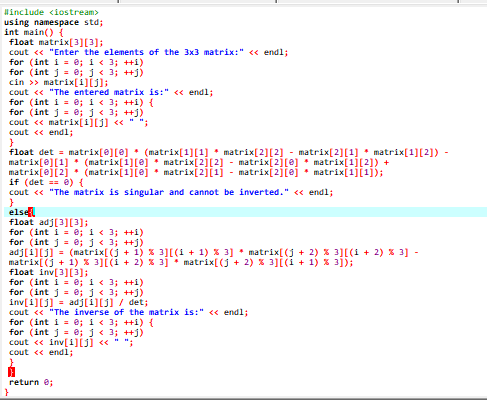 #include <iostream>
using namespace std;
int main() {
float matrix[3][3];
cout << "Enter the elements of the 3x3 matrix:" << endl;
for (int i = 0; i < 3; ++i)
for (int j = 0; j < 3; ++j)
cin >> matrix[i][j];
cout << "The entered matrix is:" << endl;
for (int i = 0; i < 3; ++i) {
for (int j = 0; j < 3; ++j)
cout << matrix[i][j] << " ";
cout << endl;
}
float det = matrix[0][0] * (matrix[1][1] * matrix[2][2] - matrix[2][1] * matrix[1][2]) -
matrix[0][1] * (matrix[1][0] * matrix[2][2] - matrix[2][0] * matrix[1][2]) +
matrix[0][2] * (matrix[1][0] * matrix[2][1] - matrix[2][0] * matrix[1][1]);
if (det == 0) {
cout << "The matrix is singular and cannot be inverted." << endl;
}
else{
float adj[3][3];
for (int i = 0; i < 3; ++i)
for (int j = 0; j < 3; ++j)
adj[i][j] = (matrix[(j + 1) % 3][(i + 1) % 3] * matrix[(j + 2) % 3][(i + 2) % 3] -
matrix[(j + 1) % 3][(i + 2) % 3] * matrix[(j + 2) % 3][(i + 1) % 3]);
float inv[3][3];
for (int i = 0; i < 3; ++i)
for (int j = 0; j < 3; ++j)
inv[i][j] = adj[i][j] / det;
cout << "The inverse of the matrix is:" << endl;
for (int i = 0; i < 3; ++i) {
for (int j = 0; j < 3; ++j)
cout << inv[i][j] << " ";
cout << endl;
}
}
return 0;
}